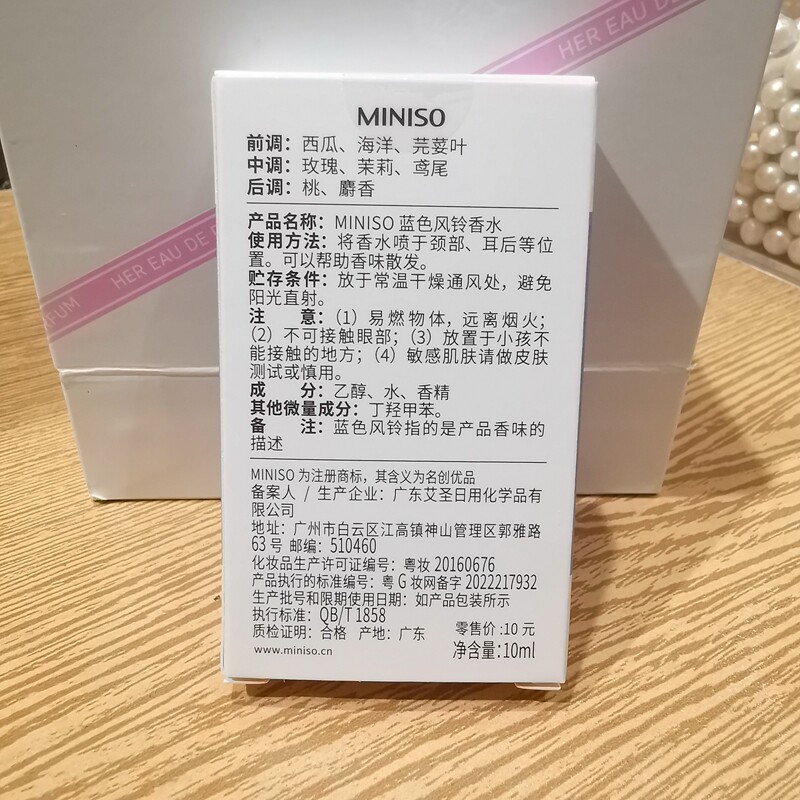 HER EAU DE
MINISO
前调：西瓜、海洋、芫荽叶
中调：玫瑰、茉莉、鸢尾
后调：桃、麝香
HER EAU DE
FUM
产品名称：MINISO 蓝色风铃香水
使用方法：将香水喷于颈部、耳后等位
置。可以帮助香味散发。
贮存条件：放于常温干燥通风处，避免
阳光直射。
注 意：（1）易燃物体，远离烟火；
（2）不可接触眼部；（3）放置于小孩不
能接触的地方；（4）敏感肌肤请做皮肤
测试或慎用。
成 分：乙醇、水、香精
其他微量成分：丁羟甲苯。
备 注：蓝色风铃指的是产品香味的
描述
MINISO 为注册商标，其含义为名创优品
备案人 / 生产企业：广东艾圣日用化学品有
限公司
地址：广州市白云区江高镇神山管理区郭雅路
63 号 邮编：510460
化妆品生产许可证编号：粤妆 20160676
产品执行的标准编号：粤 G 妆网备字 2022217932
生产批号和限期使用日期：如产品包装所示
执行标准：QB/T 1858
质检证明：合格 产地：广东 零售价 :10 元
www.miniso.cn 净含量:10ml